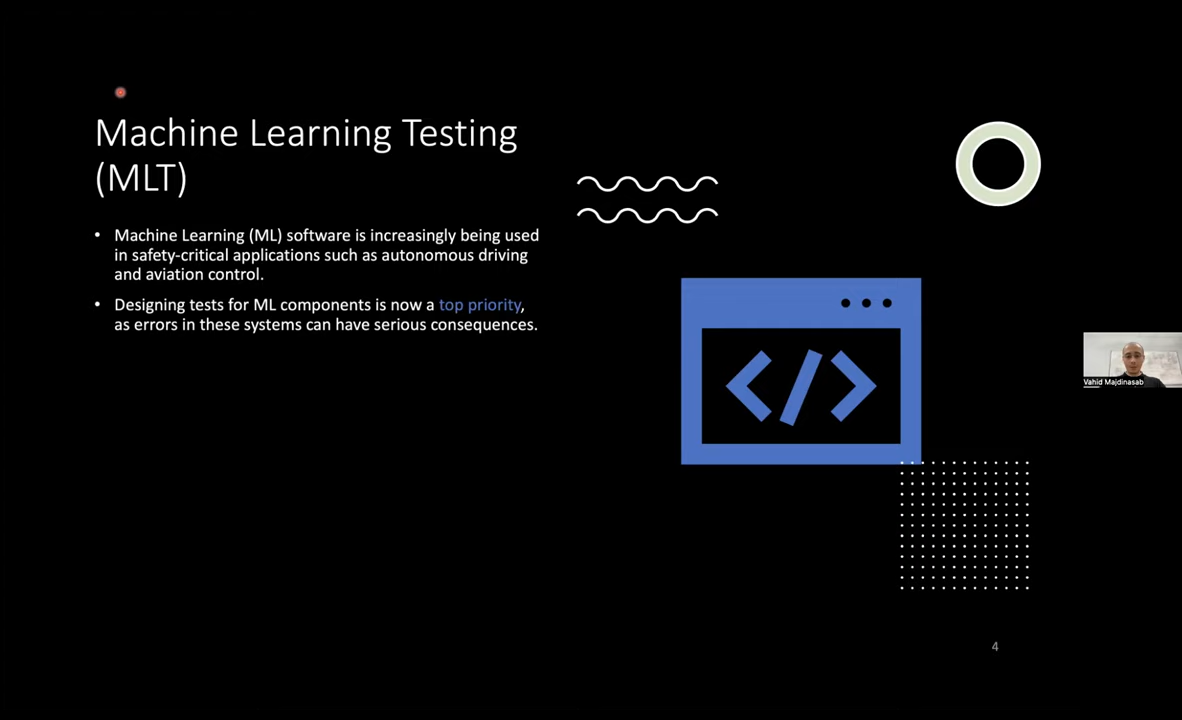 Machine Learning Testing
(MLT)
• Machine Learning (ML) software is increasingly being used
in safety-critical applications such as autonomous driving
and aviation control.
• Designing tests for ML components is now a top priority,
as errors in these systems can have serious consequences.
</>
Vahid Majdinasab
4